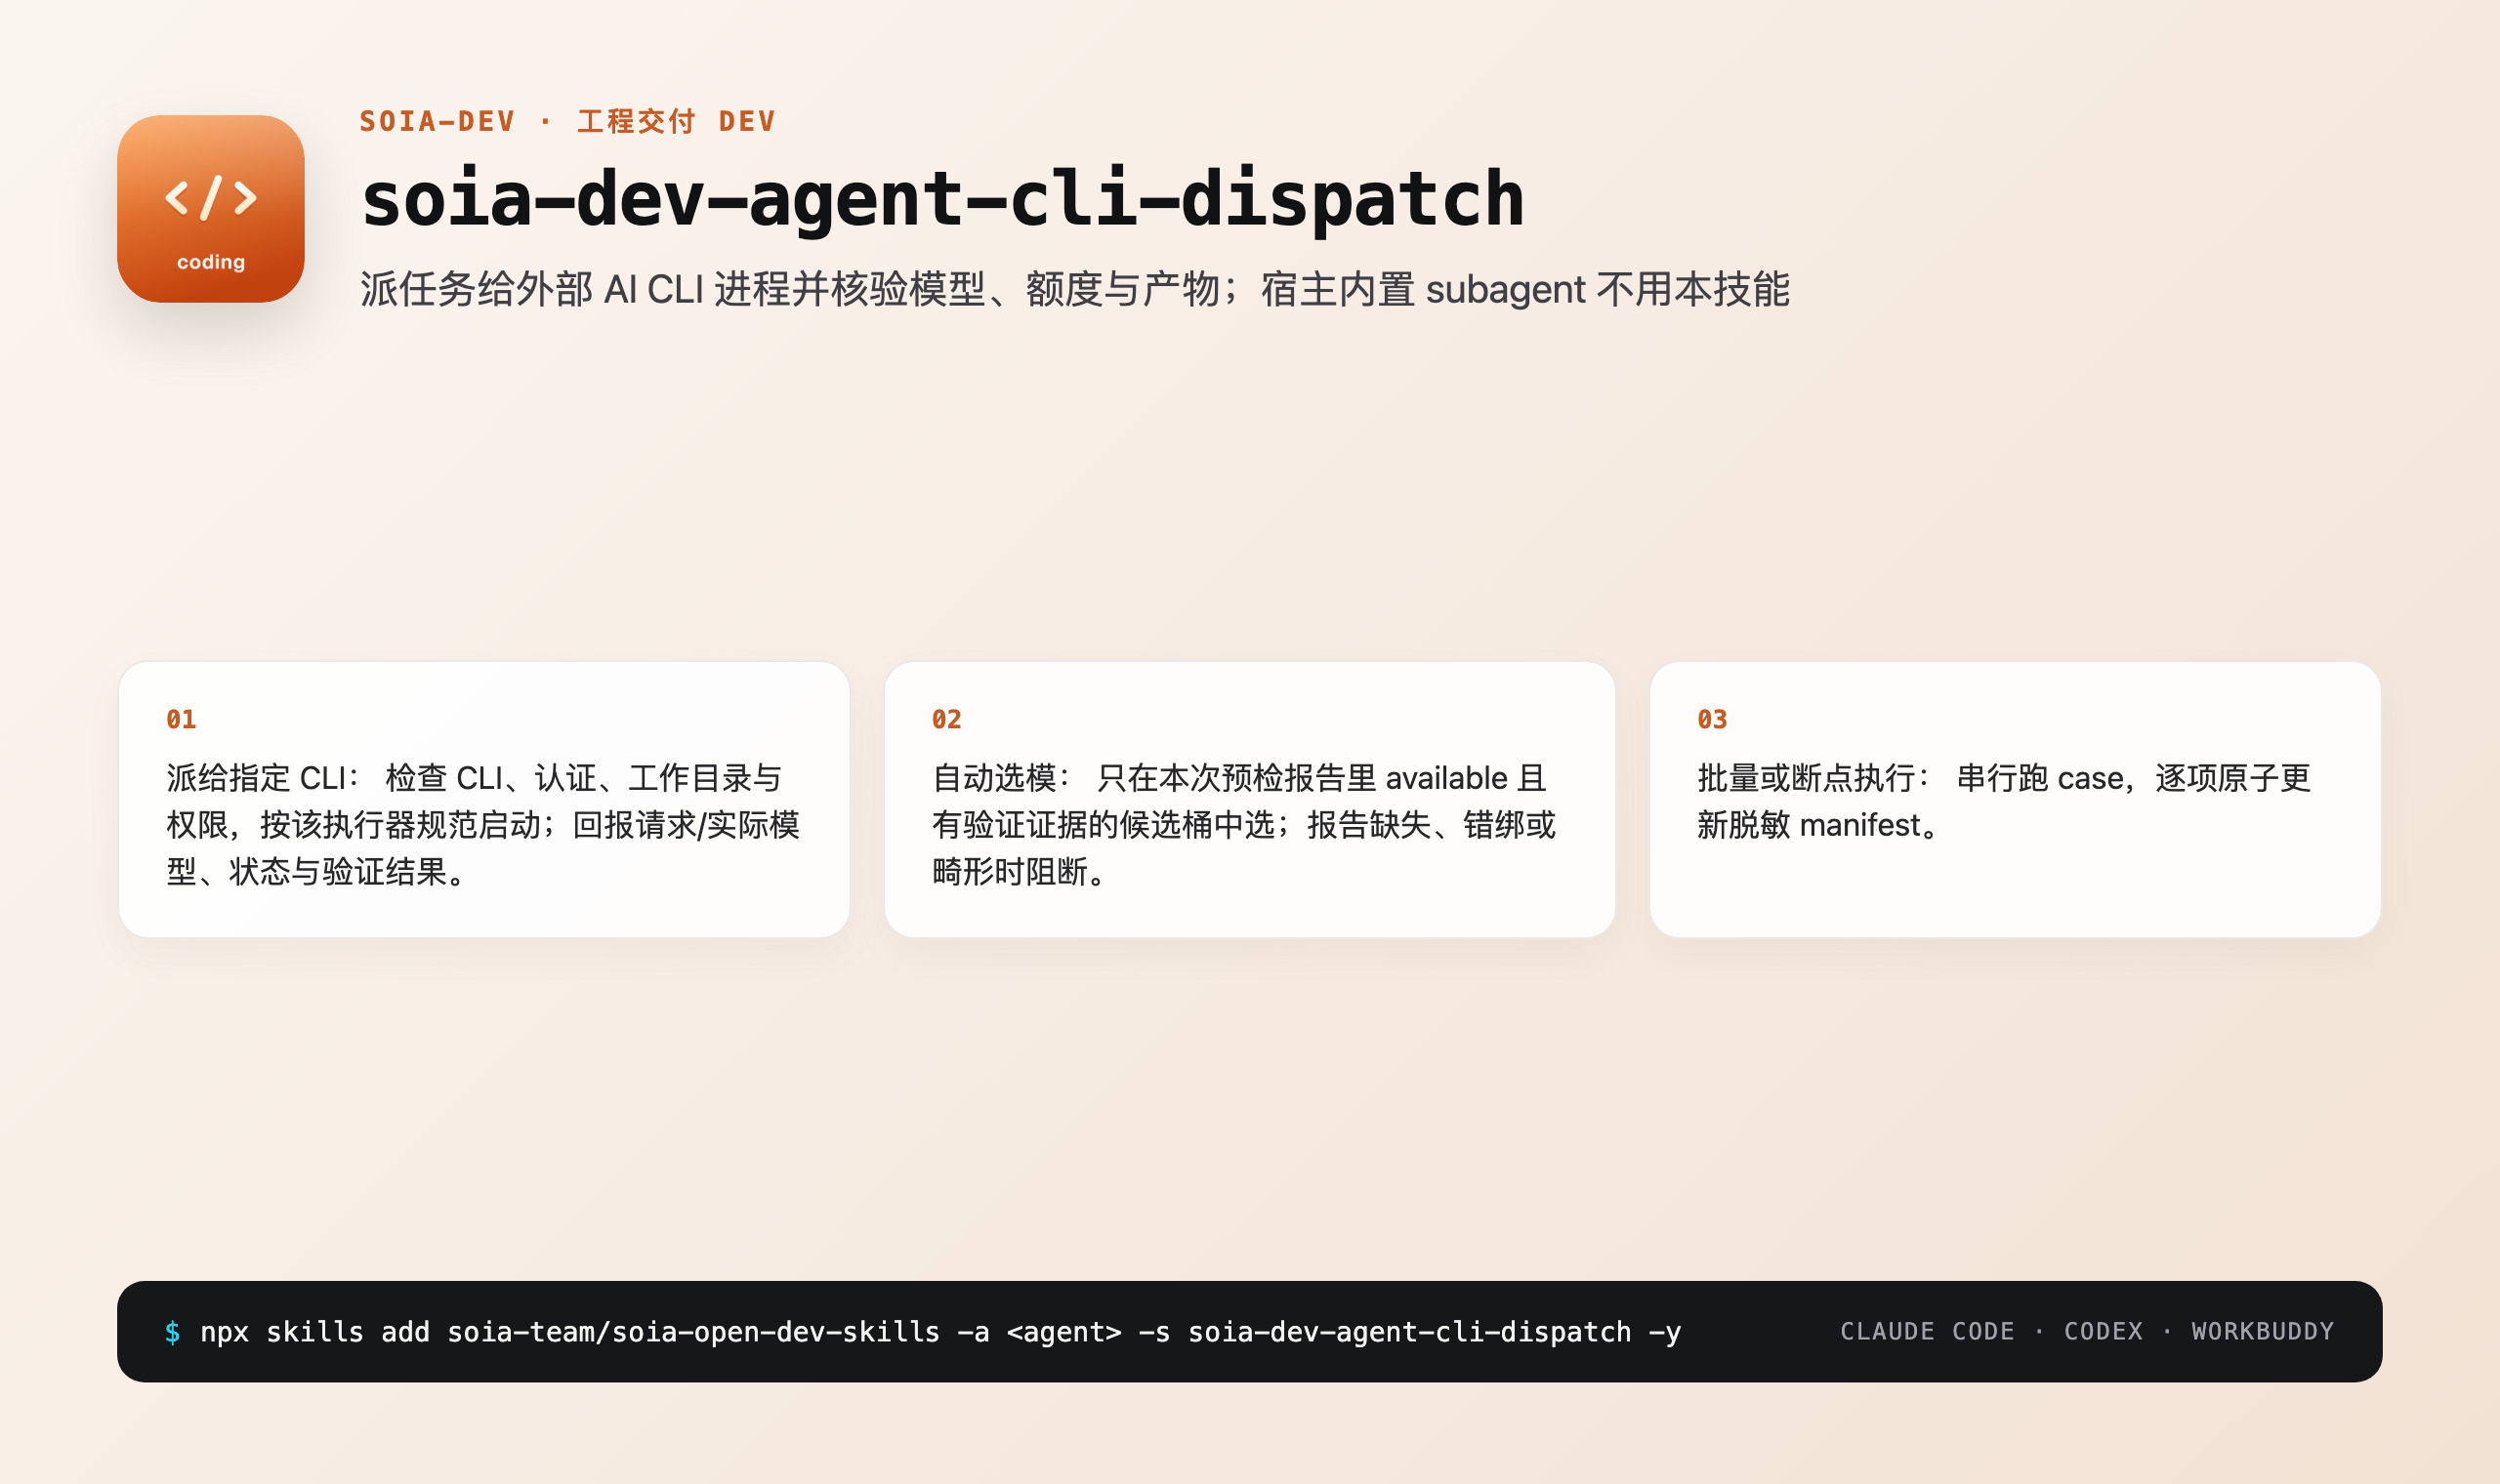 SOIA-DEV · 工程交付 DEV
soia-dev-agent-cli-dispatch
coding
派任务给外部 AI CLI 进程并核验模型、额度与产物；宿主内置 subagent 不用本技能
01
派给指定 CLI： 检查 CLI、认证、工作目录与
权限，按该执行器规范启动；回报请求/实际模
型、状态与验证结果。
02
自动选模： 只在本次预检报告里 available 且
有验证证据的候选桶中选；报告缺失、错绑或
畸形时阻断。
03
批量或断点执行： 串行跑 case，逐项原子更
新脱敏 manifest。
$ npx skills add soia-team/soia-open-dev-skills -a <agent> -s soia-dev-agent-cli-dispatch -y
CLAUDE CODE · CODEX · WORKBUDDY